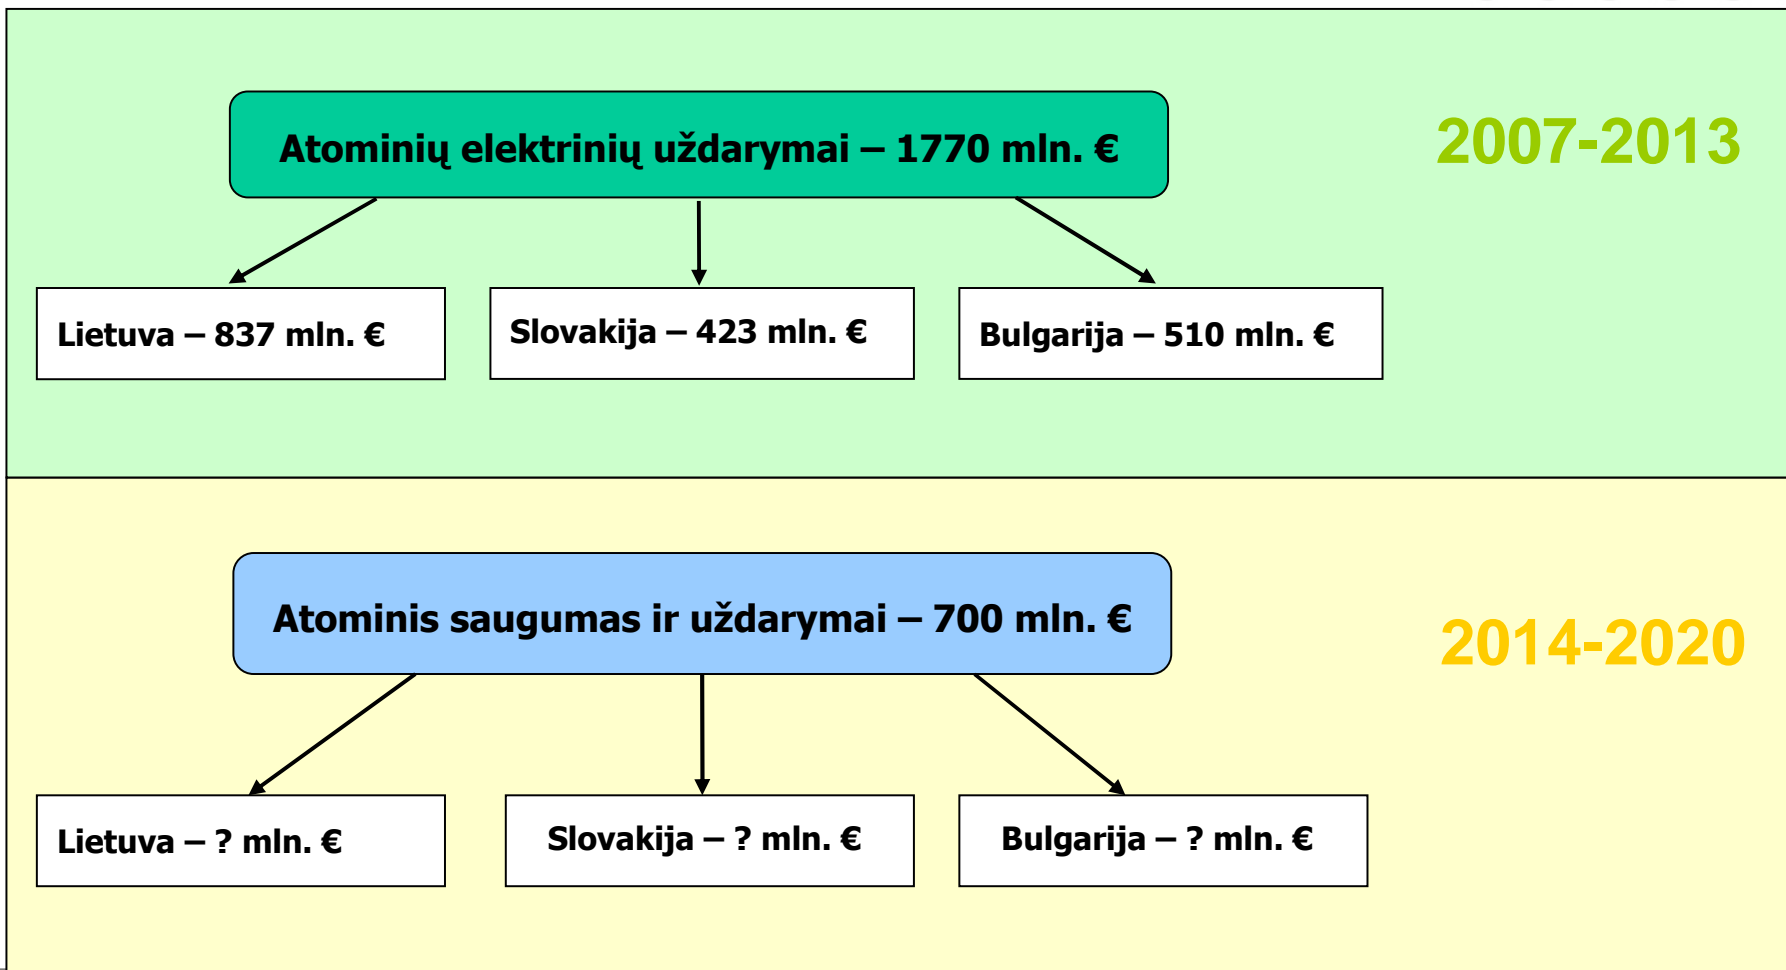 Atominių elektrinių uždarymai – 1770 mln. €
2007-2013
Lietuva – 837 mln. €
Slovakija – 423 mln. €
Bulgarija – 510 mln. €
Atominis saugumas ir uždarymai – 700 mln. €
2014-2020
Lietuva – ? mln. €
Slovakija – ? mln. €
Bulgarija – ? mln. €